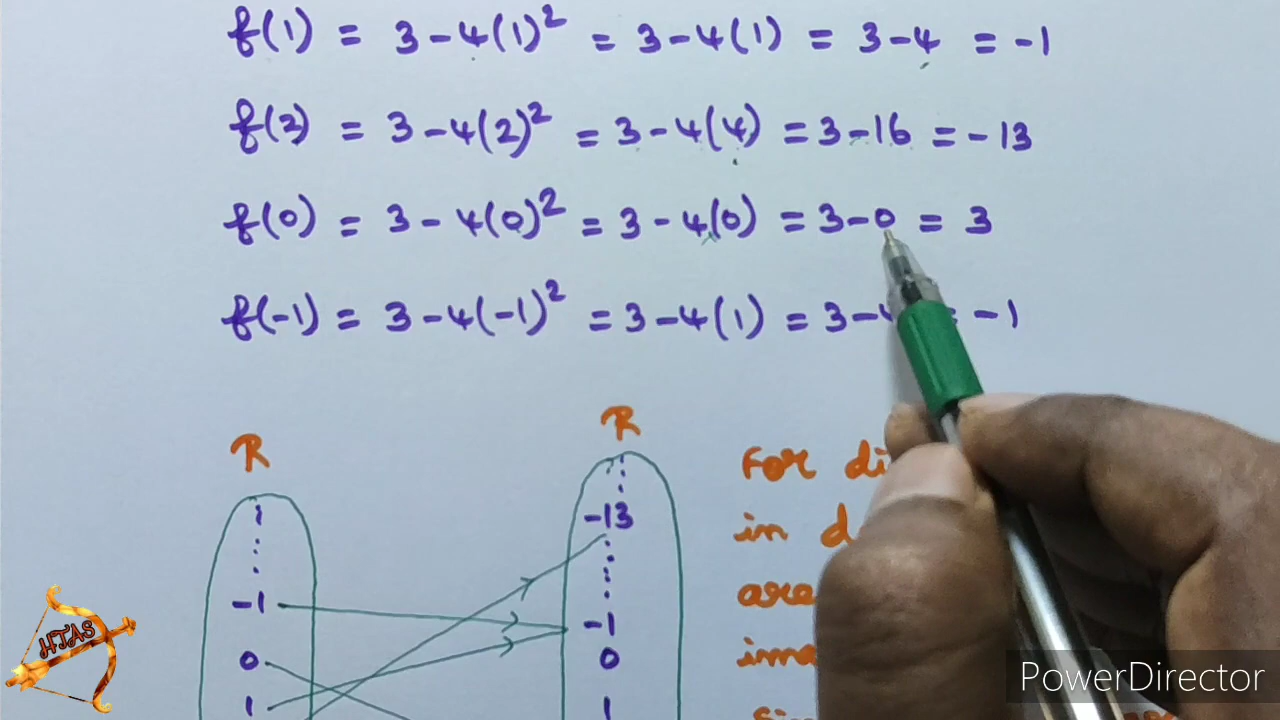 f(1) = 3-4(1)² = 3-4(1) = 3-4 = -1
f(2) = 3-4(2)² = 3-4(4) = 3-16 = -13
f(0) = 3-4(0)² = 3-4(0) = 3-0 = 3
f(-1) = 3-4(-1)² = 3-4(1) = 3-4 = -1
R
R
For
in
are
-13
-1
-1
0
0
1
1
HTAS
PowerDirector